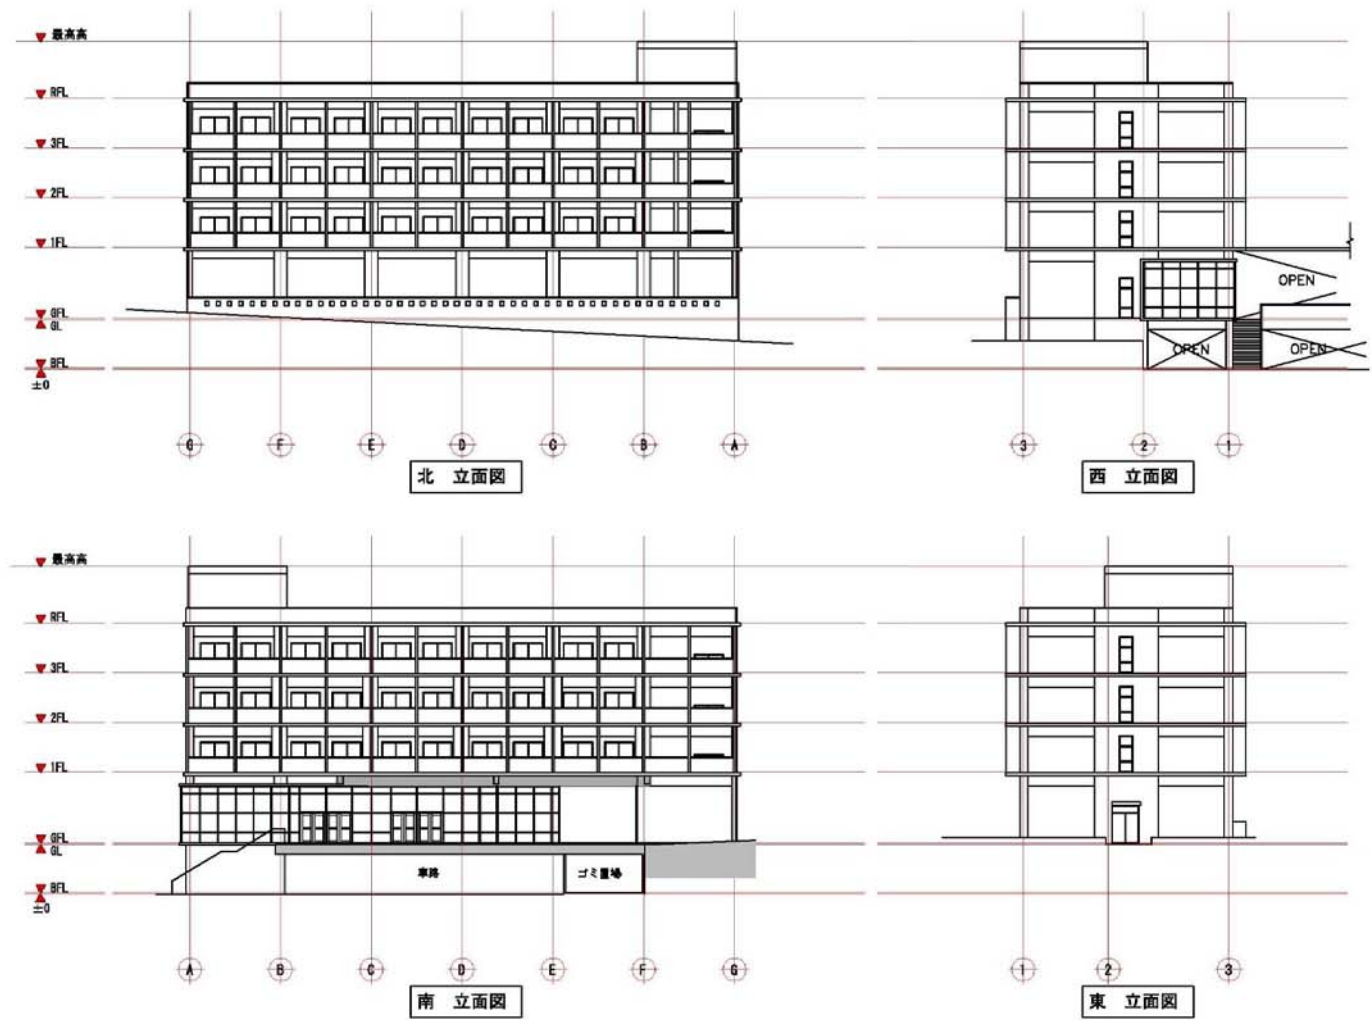 最高高
RFL
3FL
2FL
1FL
GFL
GL
BFL
±0
OPEN
OPEN
OPEN
G F E D C B A
北 立面図
3 2 1
西 立面図
最高高
RFL
3FL
2FL
1FL
GFL
GL
BFL
±0
車路
ゴミ置場
A B C D E F G
南 立面図
1 2 3
東 立面図